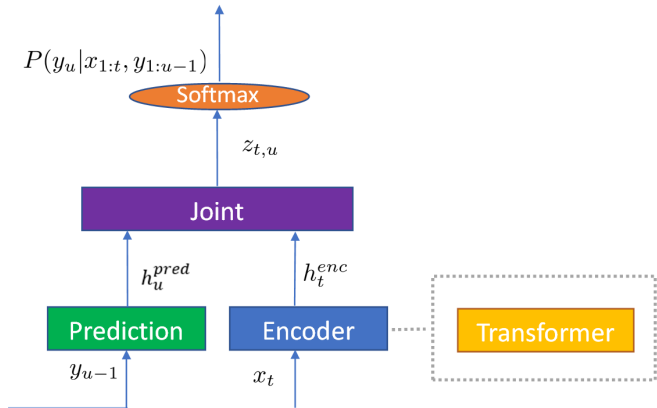 P(y_u|x_{1:t}, y_{1:u-1})
Softmax
z_{t,u}
Joint
h_u^{pred} h_t^{enc}
Prediction Encoder Transformer
y_{u-1} x_t